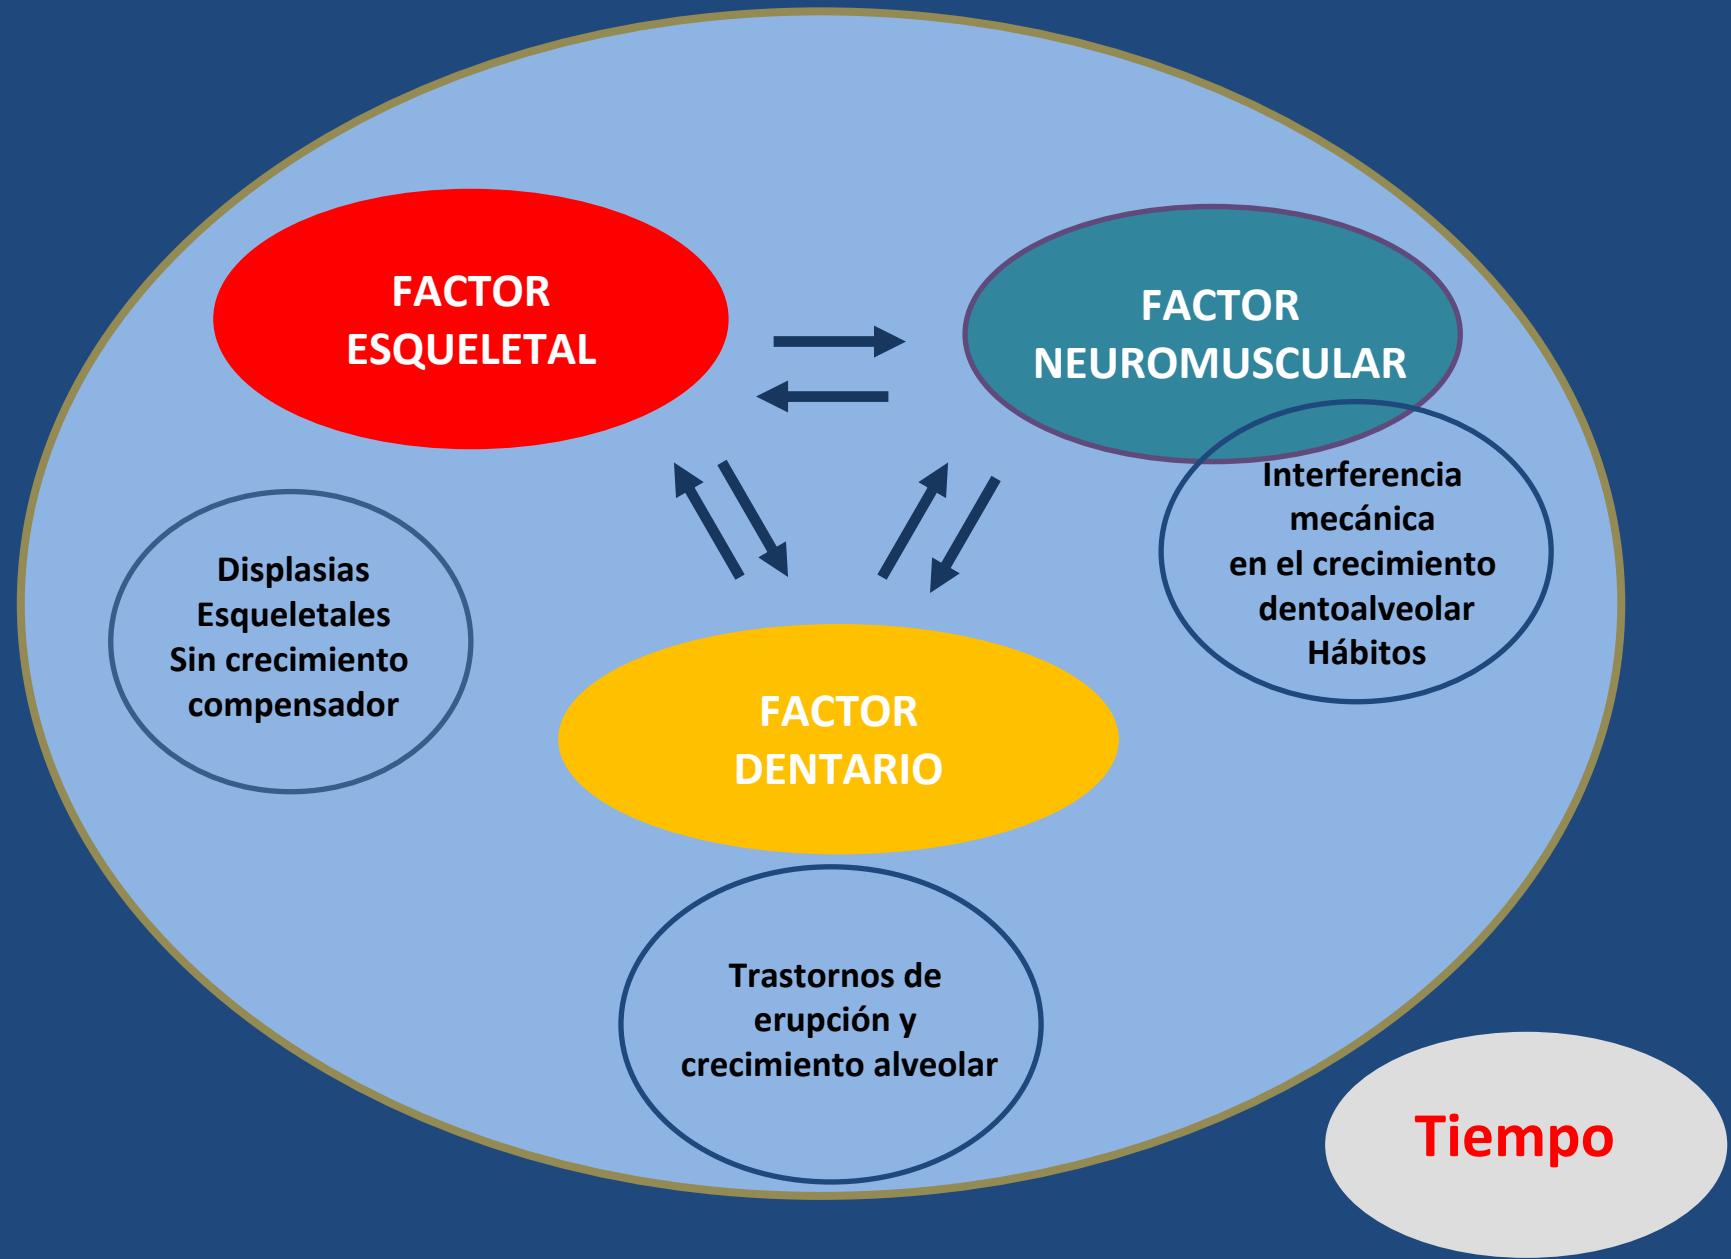 FACTOR
ESQUELETAL
FACTOR
NEUROMUSCULAR
Interferencia
mecánica
en el crecimiento
dentoalveolar
Hábitos
Displasias
Esqueletales
Sin crecimiento
compensador
FACTOR
DENTARIO
Trastornos de
erupción y
crecimiento alveolar
Tiempo